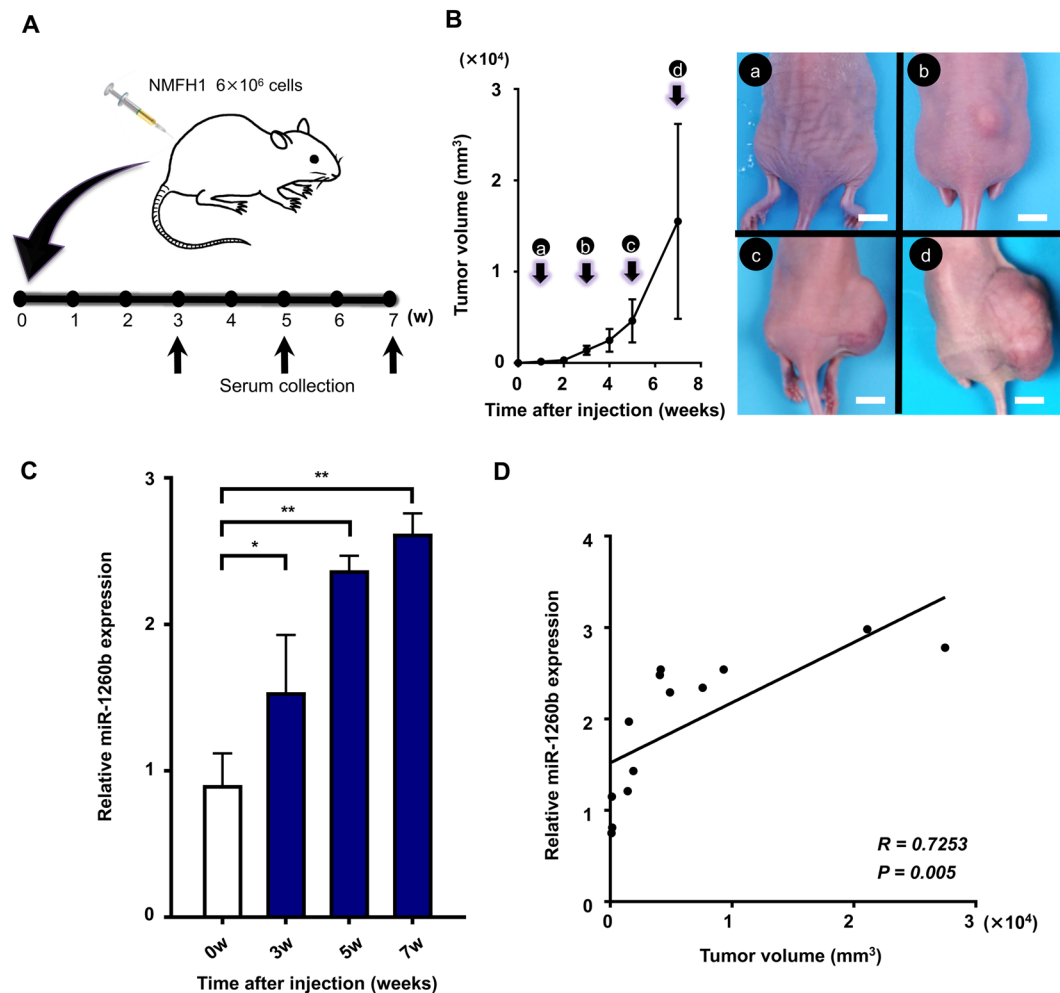 A
NMFH1 6×10⁶ cells
0 1 2 3 4 5 6 7 (w)
Serum collection
B
(×10⁴)
Tumor volume (mm³)
3
2
1
0
a b c d
0 2 4 6 8
Time after injection (weeks)
a
b
c
d
C
Relative miR-1260b expression
3
2
1
0
**
**
*
0w 3w 5w 7w
Time after injection (weeks)
D
Relative miR-1260b expression
4
3
2
1
0
R = 0.7253
P = 0.005
0 1 2 3 (×10⁴)
Tumor volume (mm³)